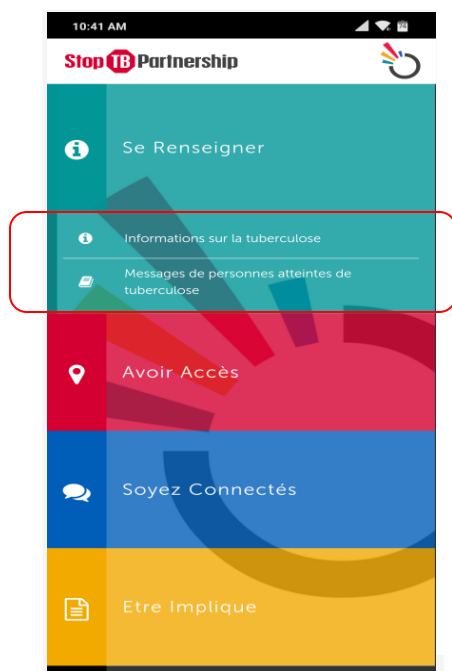 10:41 AM
Stop TB Partnership
Se Renseigner
Informations sur la tuberculose
Messages de personnes atteintes de
tuberculose
Avoir Accès
Soyez Connectés
Etre Implique